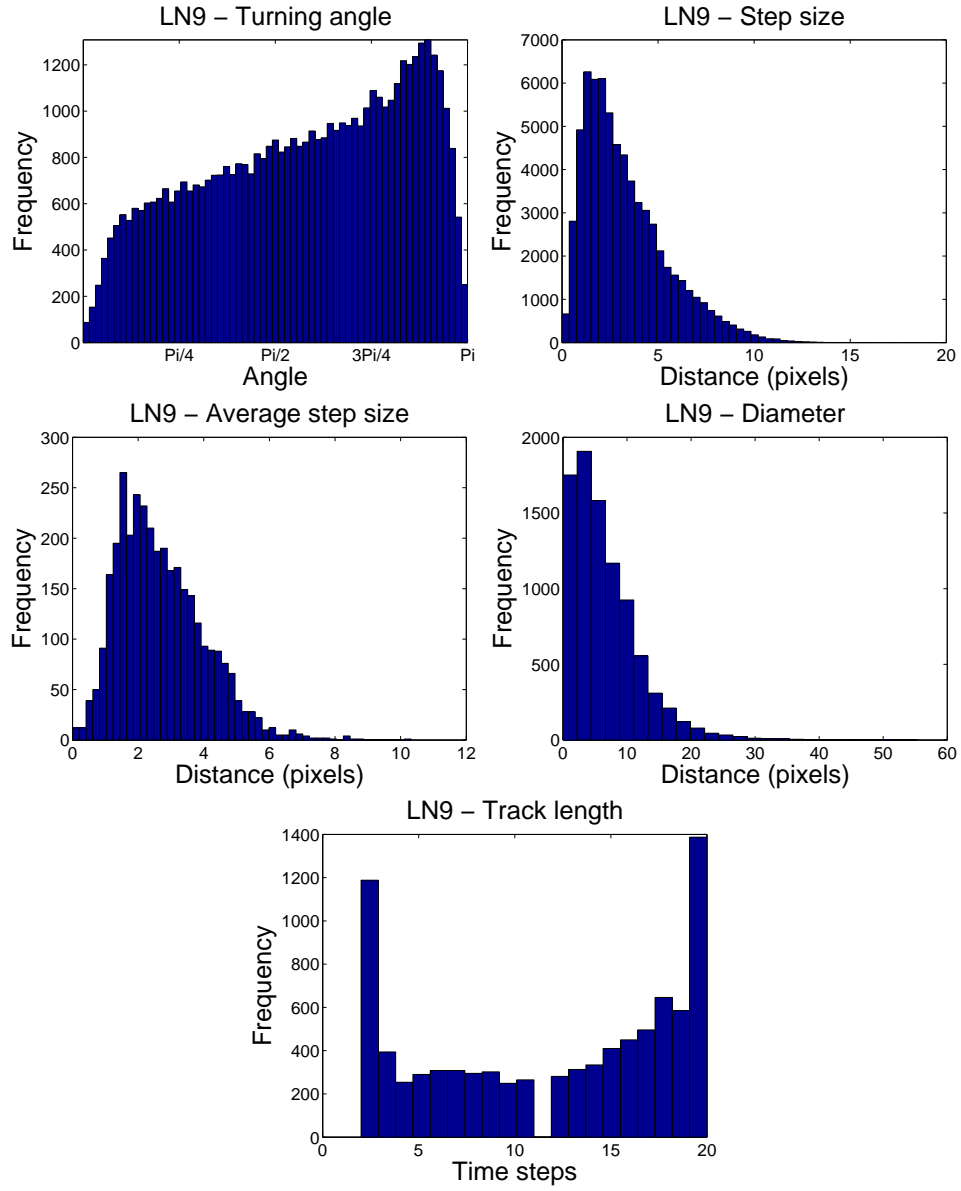 LN9 – Turning angle
1200
1000
800
600
400
200
0
Frequency
Pi/4 Pi/2 3Pi/4 Pi
Angle
LN9 – Step size
7000
6000
5000
4000
3000
2000
1000
0
Frequency
0 5 10 15 20
Distance (pixels)
LN9 – Average step size
300
250
200
150
100
50
0
Frequency
0 2 4 6 8 10 12
Distance (pixels)
LN9 – Diameter
2000
1500
1000
500
0
Frequency
0 10 20 30 40 50 60
Distance (pixels)
LN9 – Track length
1400
1200
1000
800
600
400
200
0
Frequency
0 5 10 15 20
Time steps